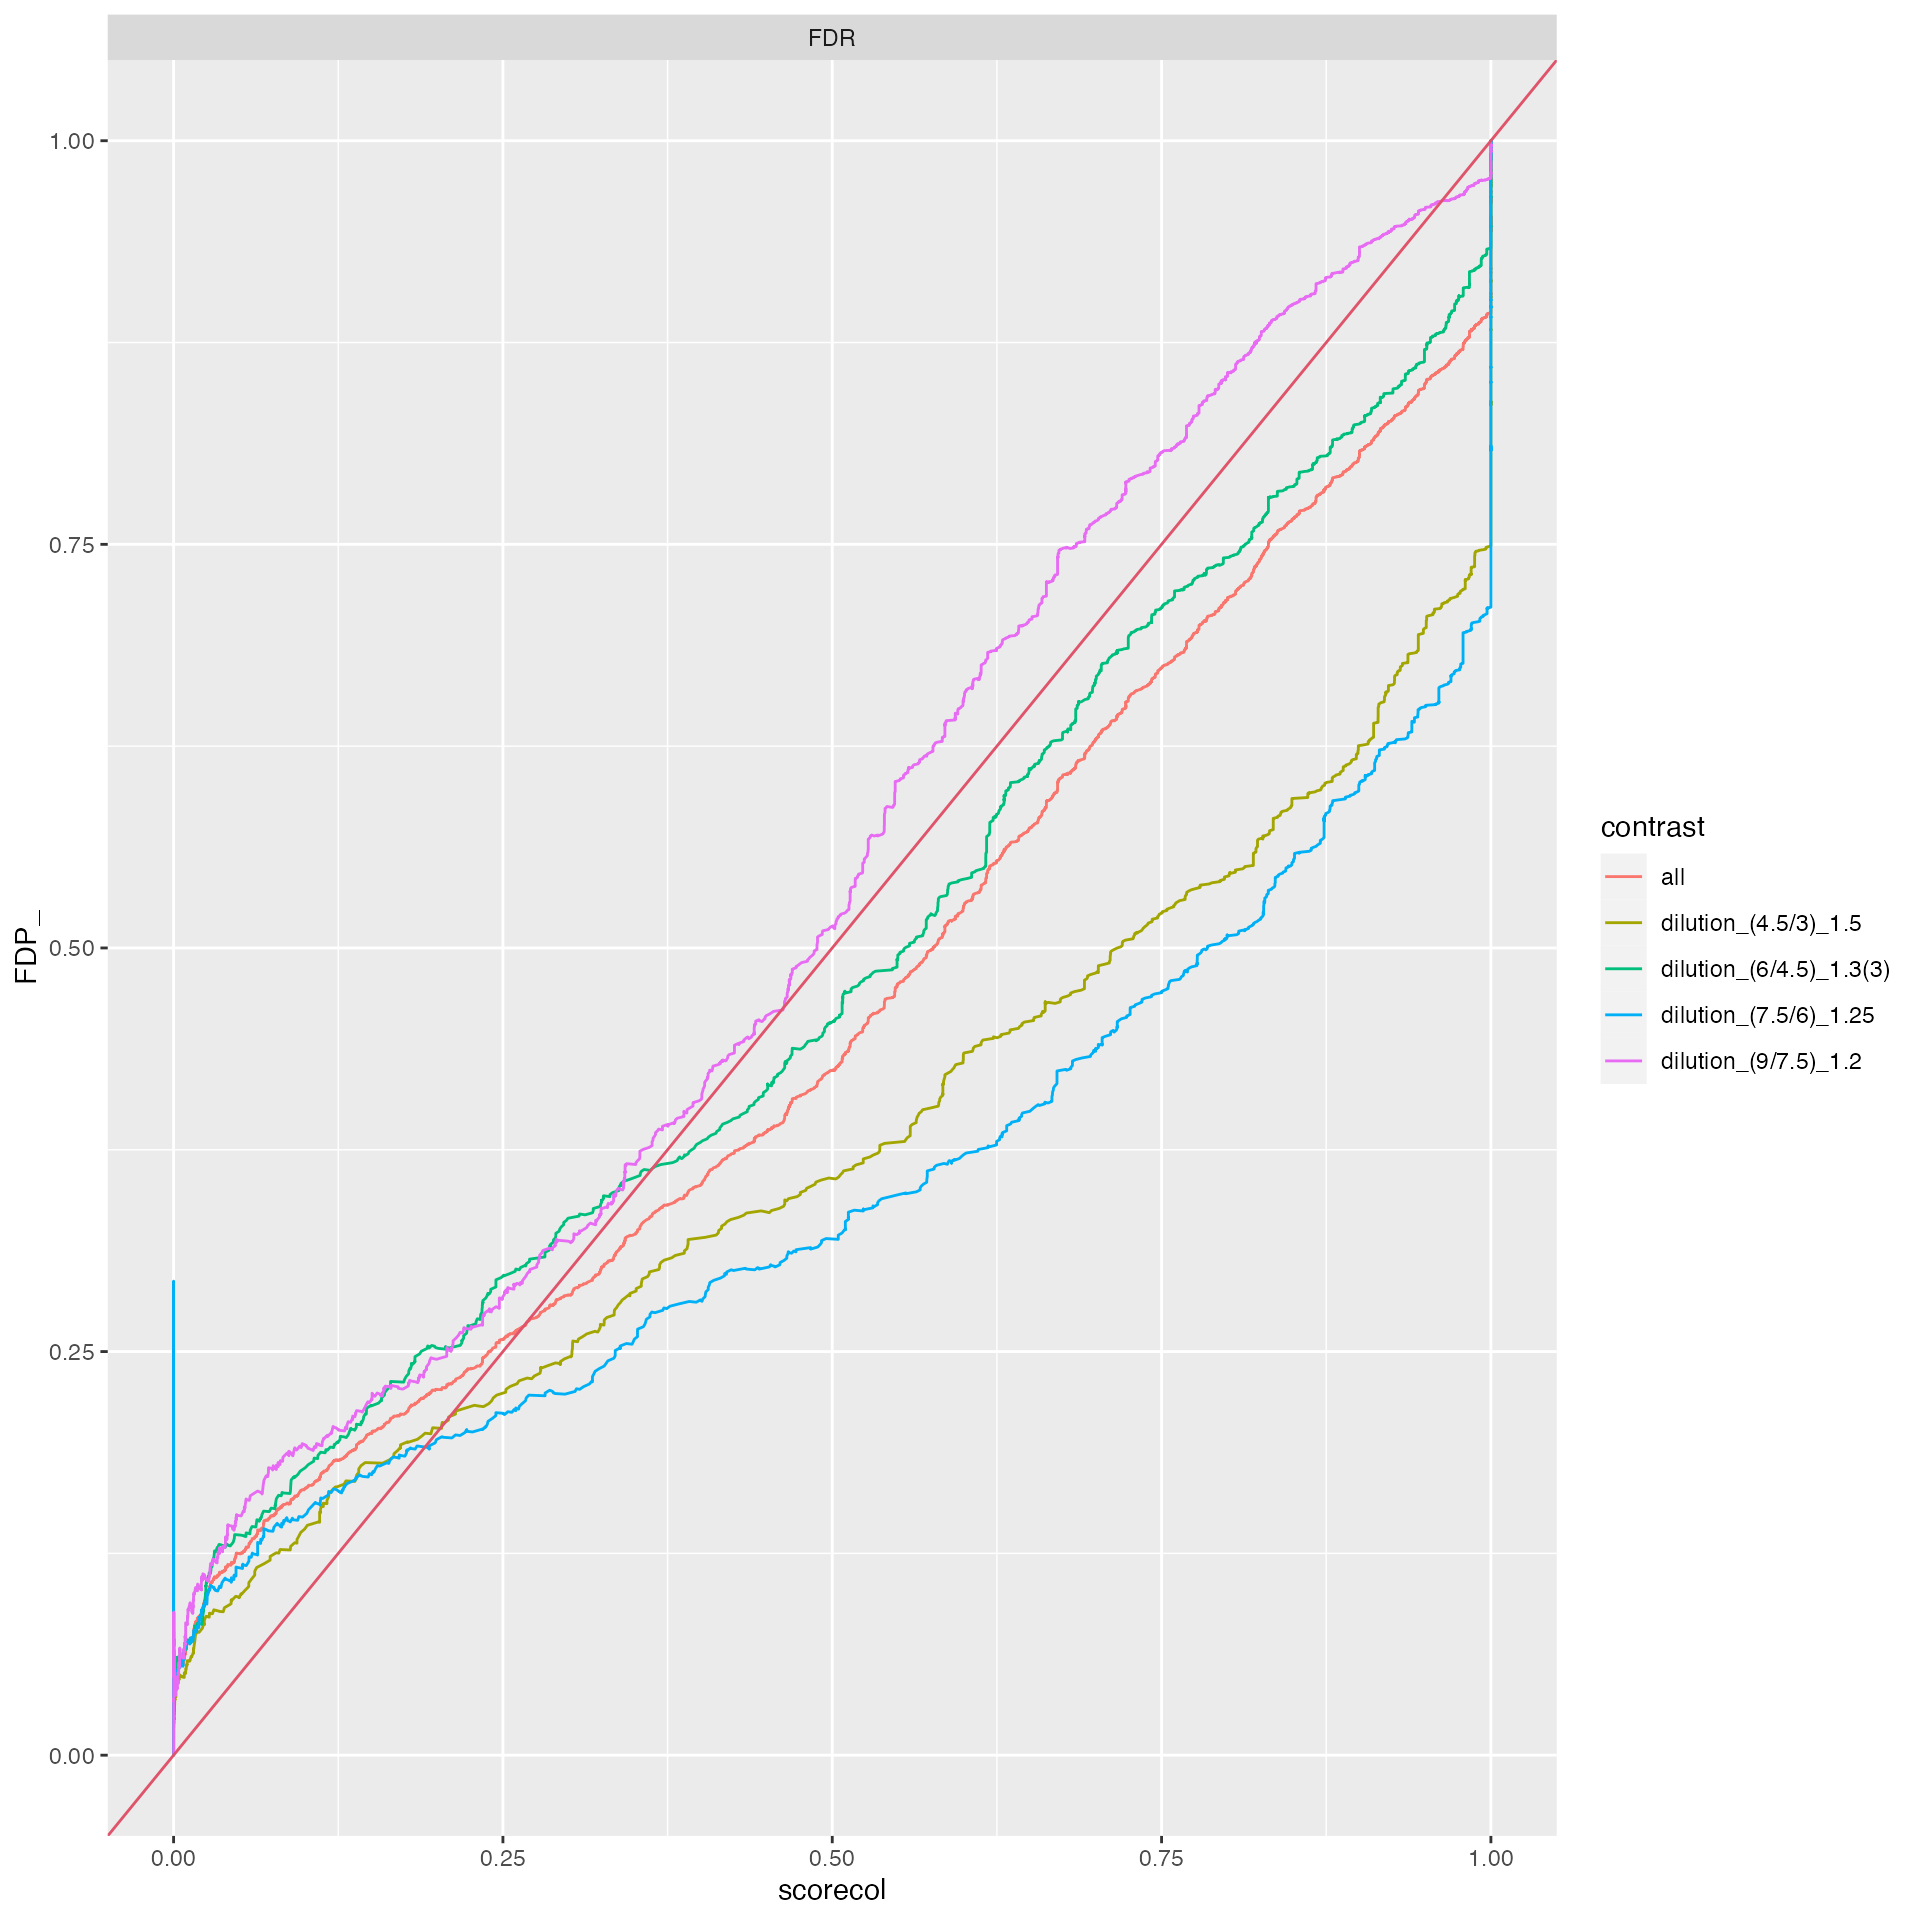 FDR
1.00
0.75
0.50
0.25
0.00
FDP_
0.00 0.25 0.50 0.75 1.00
scorecol
contrast
all
dilution_(4.5/3)_1.5
dilution_(6/4.5)_1.3(3)
dilution_(7.5/6)_1.25
dilution_(9/7.5)_1.2